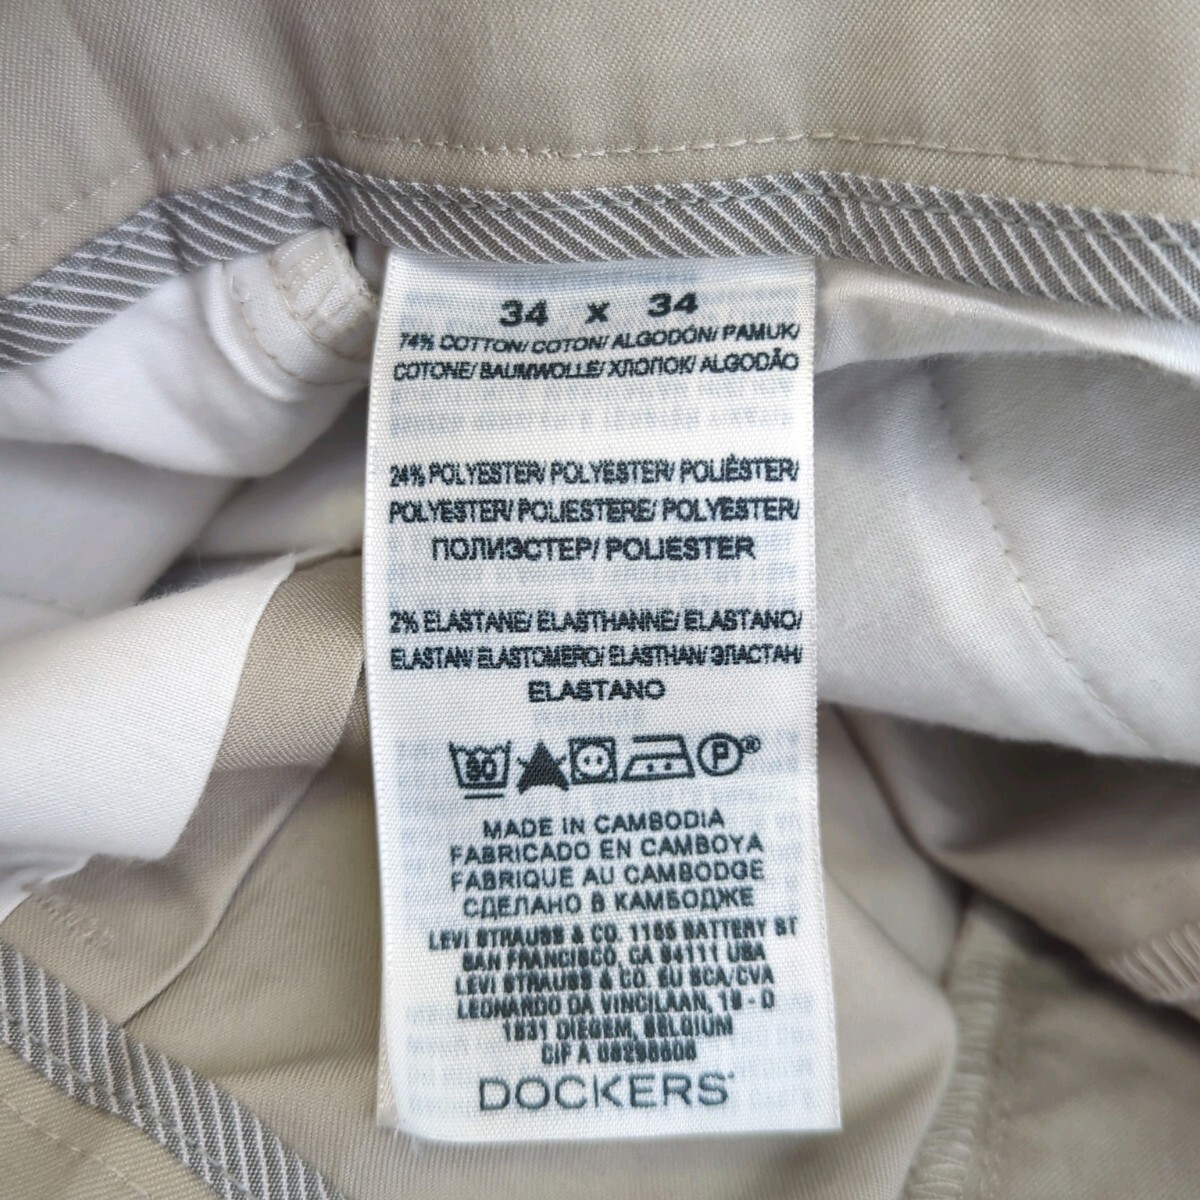 34 x 34
74% COTTON/ COTON/ ALGODÓN/ PAMUK/
COTONE/ BAUMWOLLE/ ХЛОПОК/ ALGODÃO
24% POLYESTER/ POLYESTER/ POLIÉSTER/
POLYESTER/ POLIESTERE/ POLYESTER/
ПОЛИЭСТЕР/ POLIESTER
2% ELASTANE/ ELASTHANNE/ ELASTANO/
ELASTAN/ ELASTOMERO/ ELASTHAN/ ЭЛАСТАН/
ELASTANO
30 P ®
MADE IN CAMBODIA
FABRICADO EN CAMBOYA
FABRIQUE AU CAMBODGE
СДЕЛАНО В КАМБОДЖЕ
LEVI STRAUSS & CO. 1155 BATTERY ST
SAN FRANCISCO, CA 94111 USA
LEVI STRAUSS & CO. EU BCA/CVA
LEONARDO DA VINCILAAN, 19 - D
1831 DIEGEM, BELGIUM
CIF A
DOCKERS